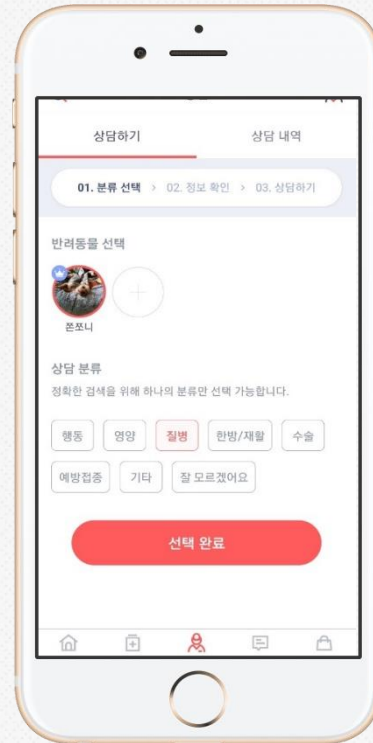 상담하기 상담 내역
01. 분류 선택 > 02. 정보 확인 > 03. 상담하기
반려동물 선택
쫀쪼니
상담 분류
정확한 검색을 위해 하나의 분류만 선택 가능합니다.
행동 영양 질병 한방/재활 수술
예방접종 기타 잘 모르겠어요
선택 완료